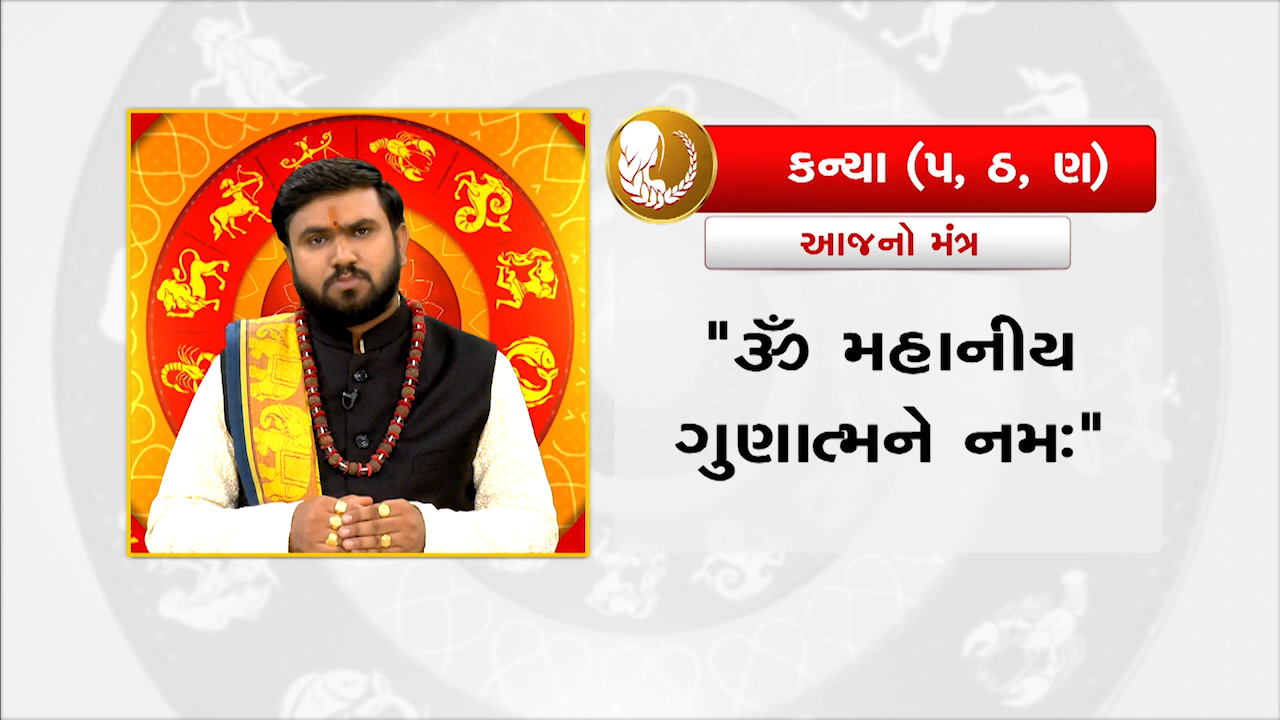 કન્યા (પ, ઠ, ણ)
આજનો મંત્ર
"ૐ મહાનીય
ગુણાત્મને નમઃ"